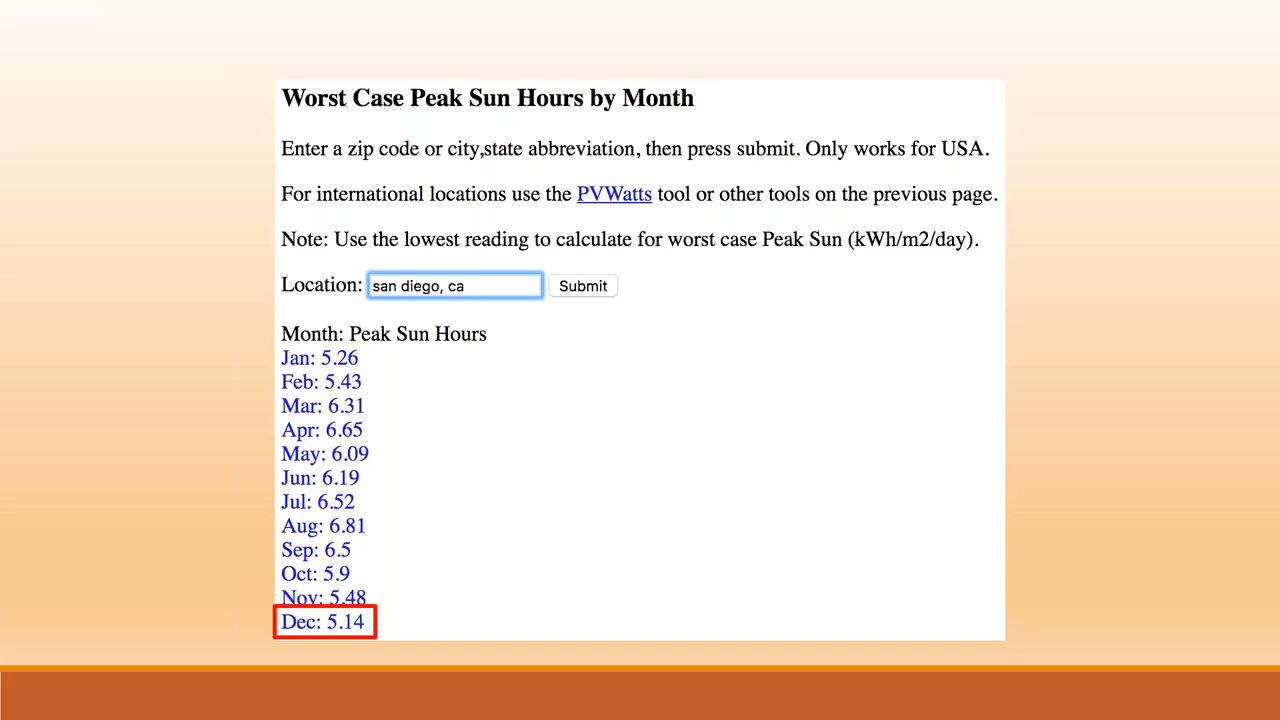 Worst Case Peak Sun Hours by Month
Enter a zip code or city,state abbreviation, then press submit. Only works for USA.
For international locations use the PVWatts tool or other tools on the previous page.
Note: Use the lowest reading to calculate for worst case Peak Sun (kWh/m2/day).
Location: san diego, ca Submit
Month: Peak Sun Hours
Jan: 5.26
Feb: 5.43
Mar: 6.31
Apr: 6.65
May: 6.09
Jun: 6.19
Jul: 6.52
Aug: 6.81
Sep: 6.5
Oct: 5.9
Nov: 5.48
Dec: 5.14